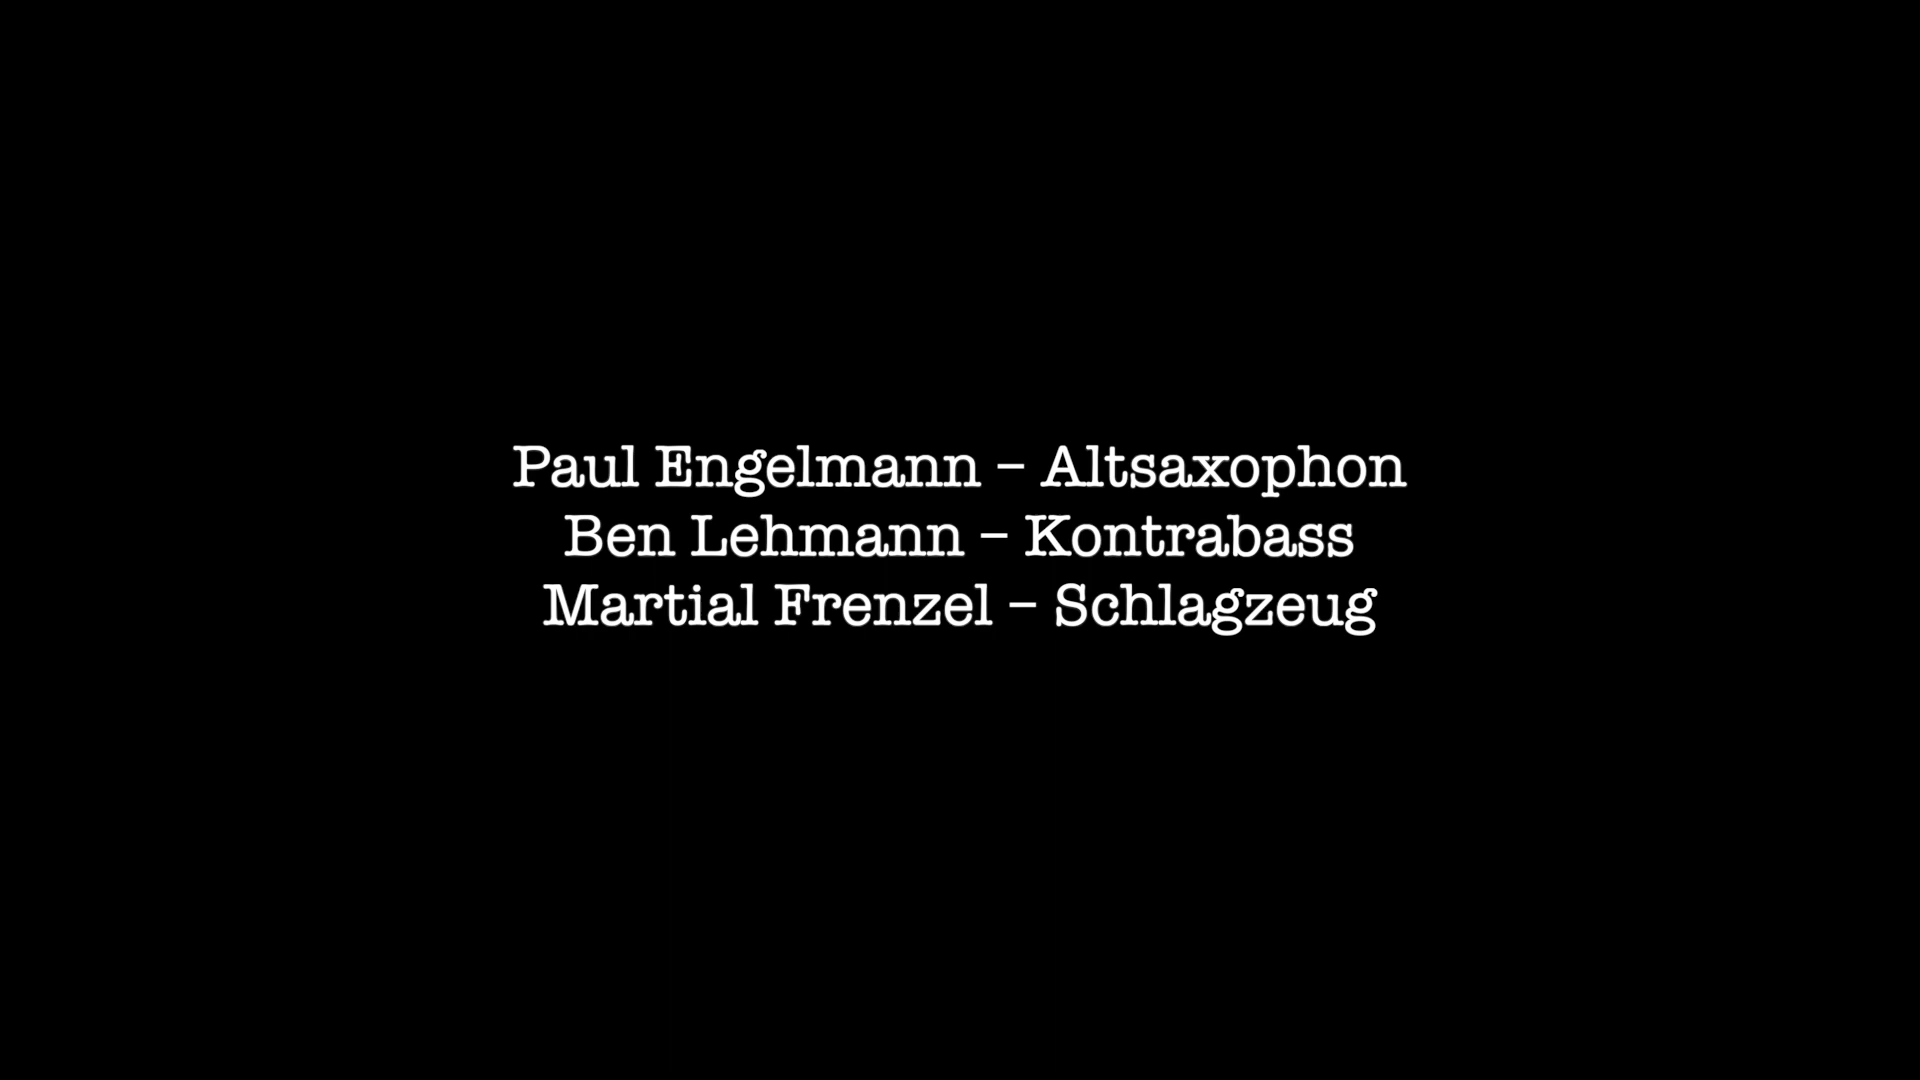 Paul Engelmann – Altsaxophon
Ben Lehmann – Kontrabass
Martial Frenzel – Schlagzeug